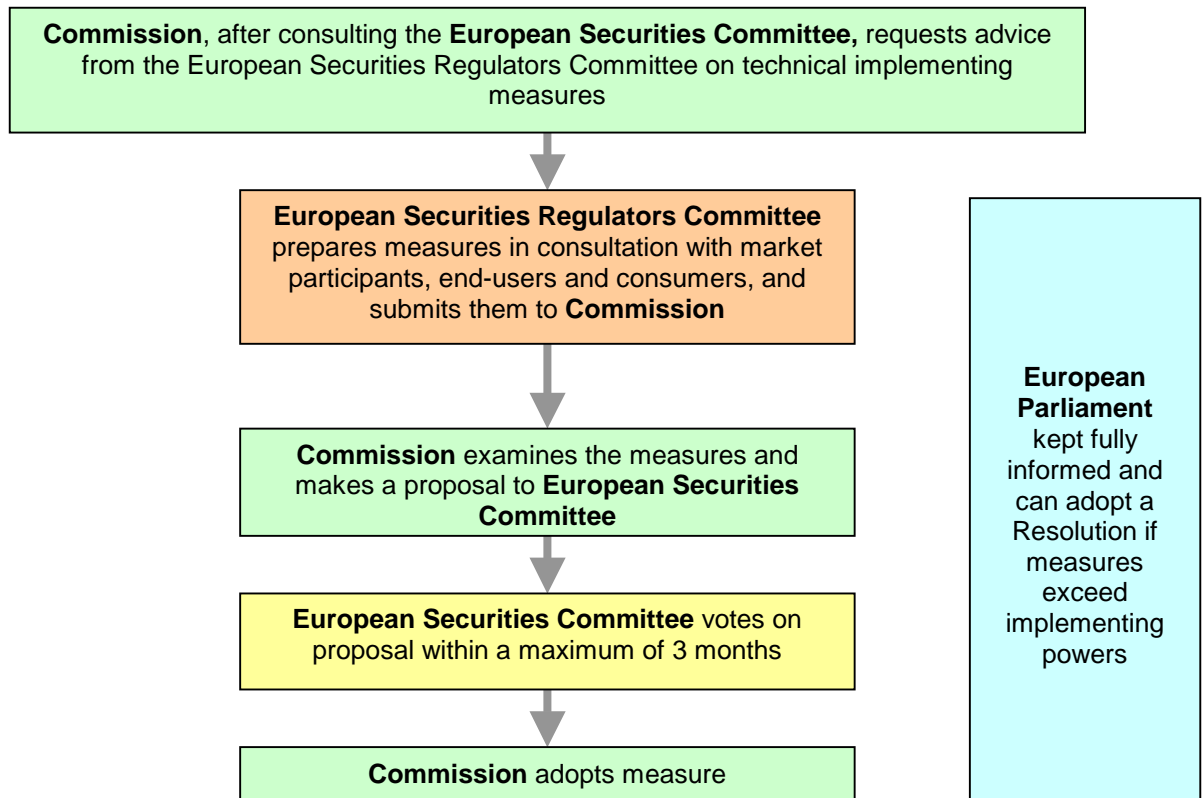 Commission, after consulting the European Securities Committee, requests advice
from the European Securities Regulators Committee on technical implementing
measures
European Securities Regulators Committee
prepares measures in consultation with market
participants, end-users and consumers, and
submits them to Commission
Commission examines the measures and
makes a proposal to European Securities
Committee
European Securities Committee votes on
proposal within a maximum of 3 months
Commission adopts measure
European
Parliament
kept fully
informed and
can adopt a
Resolution if
measures
exceed
implementing
powers